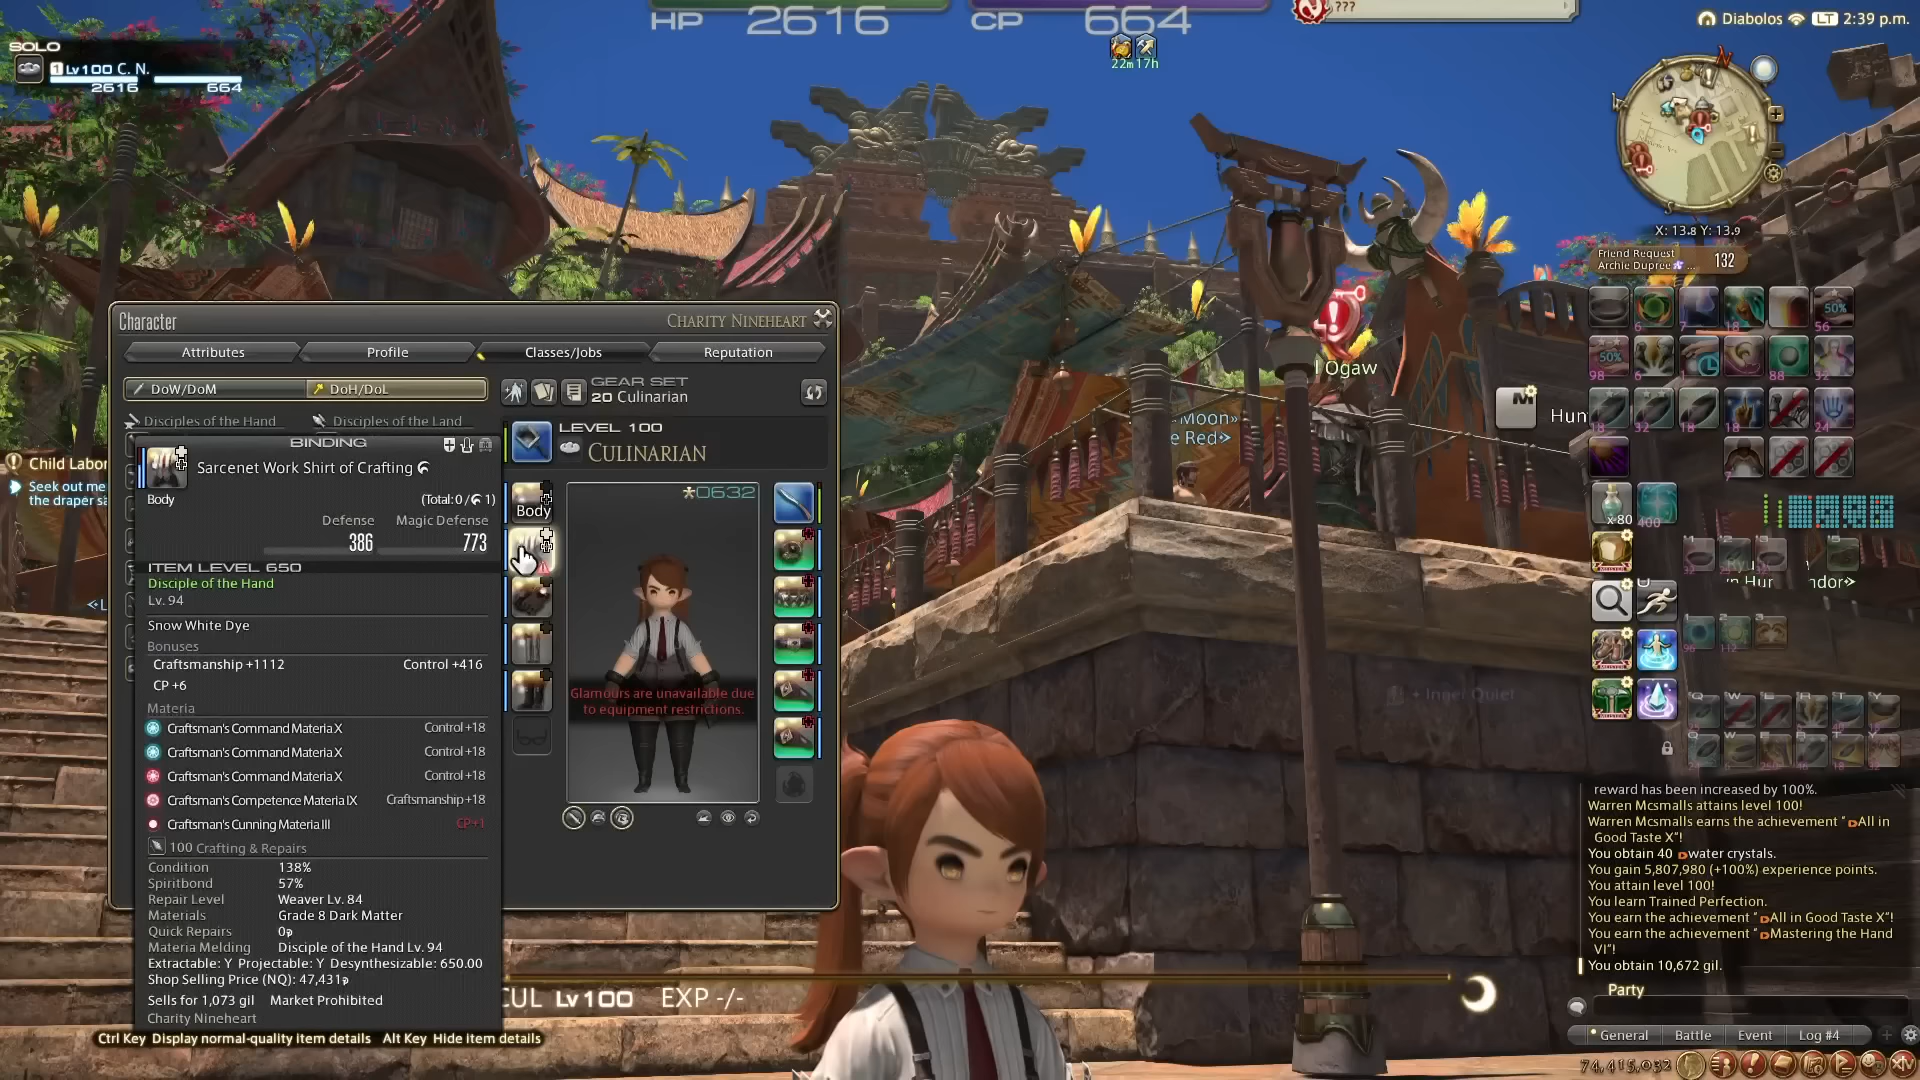 HP 2616 CP 664
???
Diabolos LT 2:39 p.m.
22m 17h
SOLO
1 Lv100 C. N.
2616 664
X: 13.8 Y: 13.9
Friend Request
Archie Dupree ... 132
Character
CHARITY NINEHEART
Attributes
Profile
Classes/Jobs
Reputation
DoW/DoM
DoH/DoL
GEAR SET
20 Culinarian
Disciples of the Hand
Disciples of the Land
LEVEL 100
CULINARIAN
Body
0632
Glamours are unavailable due
to equipment restrictions.
Child Labor
Seek out me
the draper sa
BINDING
Sarcenet Work Shirt of Crafting
Body
(Total: 0 / 1)
Defense Magic Defense
386 773
ITEM LEVEL 650
Disciple of the Hand
Lv. 94
Snow White Dye
Bonuses
Craftsmanship +1112 Control +416
CP +6
Materia
Craftsman's Command Materia X Control +18
Craftsman's Command Materia X Control +18
Craftsman's Command Materia X Control +18
Craftsman's Competence Materia IX Craftsmanship +18
Craftsman's Cunning Materia III CP +1
100 Crafting & Repairs
Condition 138%
Spiritbond 57%
Repair Level Weaver Lv. 84
Materials Grade 8 Dark Matter
Quick Repairs 0
Materia Melding Disciple of the Hand Lv. 94
Extractable: Y Projectable: Y Desynthesizable: 650.00
Shop Selling Price (NQ): 47,431
Sells for 1,073 gil Market Prohibited
Charity Nineheart
Ctrl Key Display normal-quality item details Alt Key Hide item details
CUL Lv100 EXP -/-
l Ogaw
Moon»
e Red
Hun
+ Inner Quiet
x 80
400
reward has been increased by 100%.
Warren Mcsmalls attains level 100!
Warren Mcsmalls earns the achievement "All in
Good Taste X"!
You obtain 40 water crystals.
You gain 5,807,980 (+100%) experience points.
You attain level 100!
You learn Trained Perfection.
You earn the achievement "All in Good Taste X"!
You earn the achievement "Mastering the Hand
VI"!
You obtain 10,672 gil.
Party
General
Battle
Event
Log #4
74,415,032